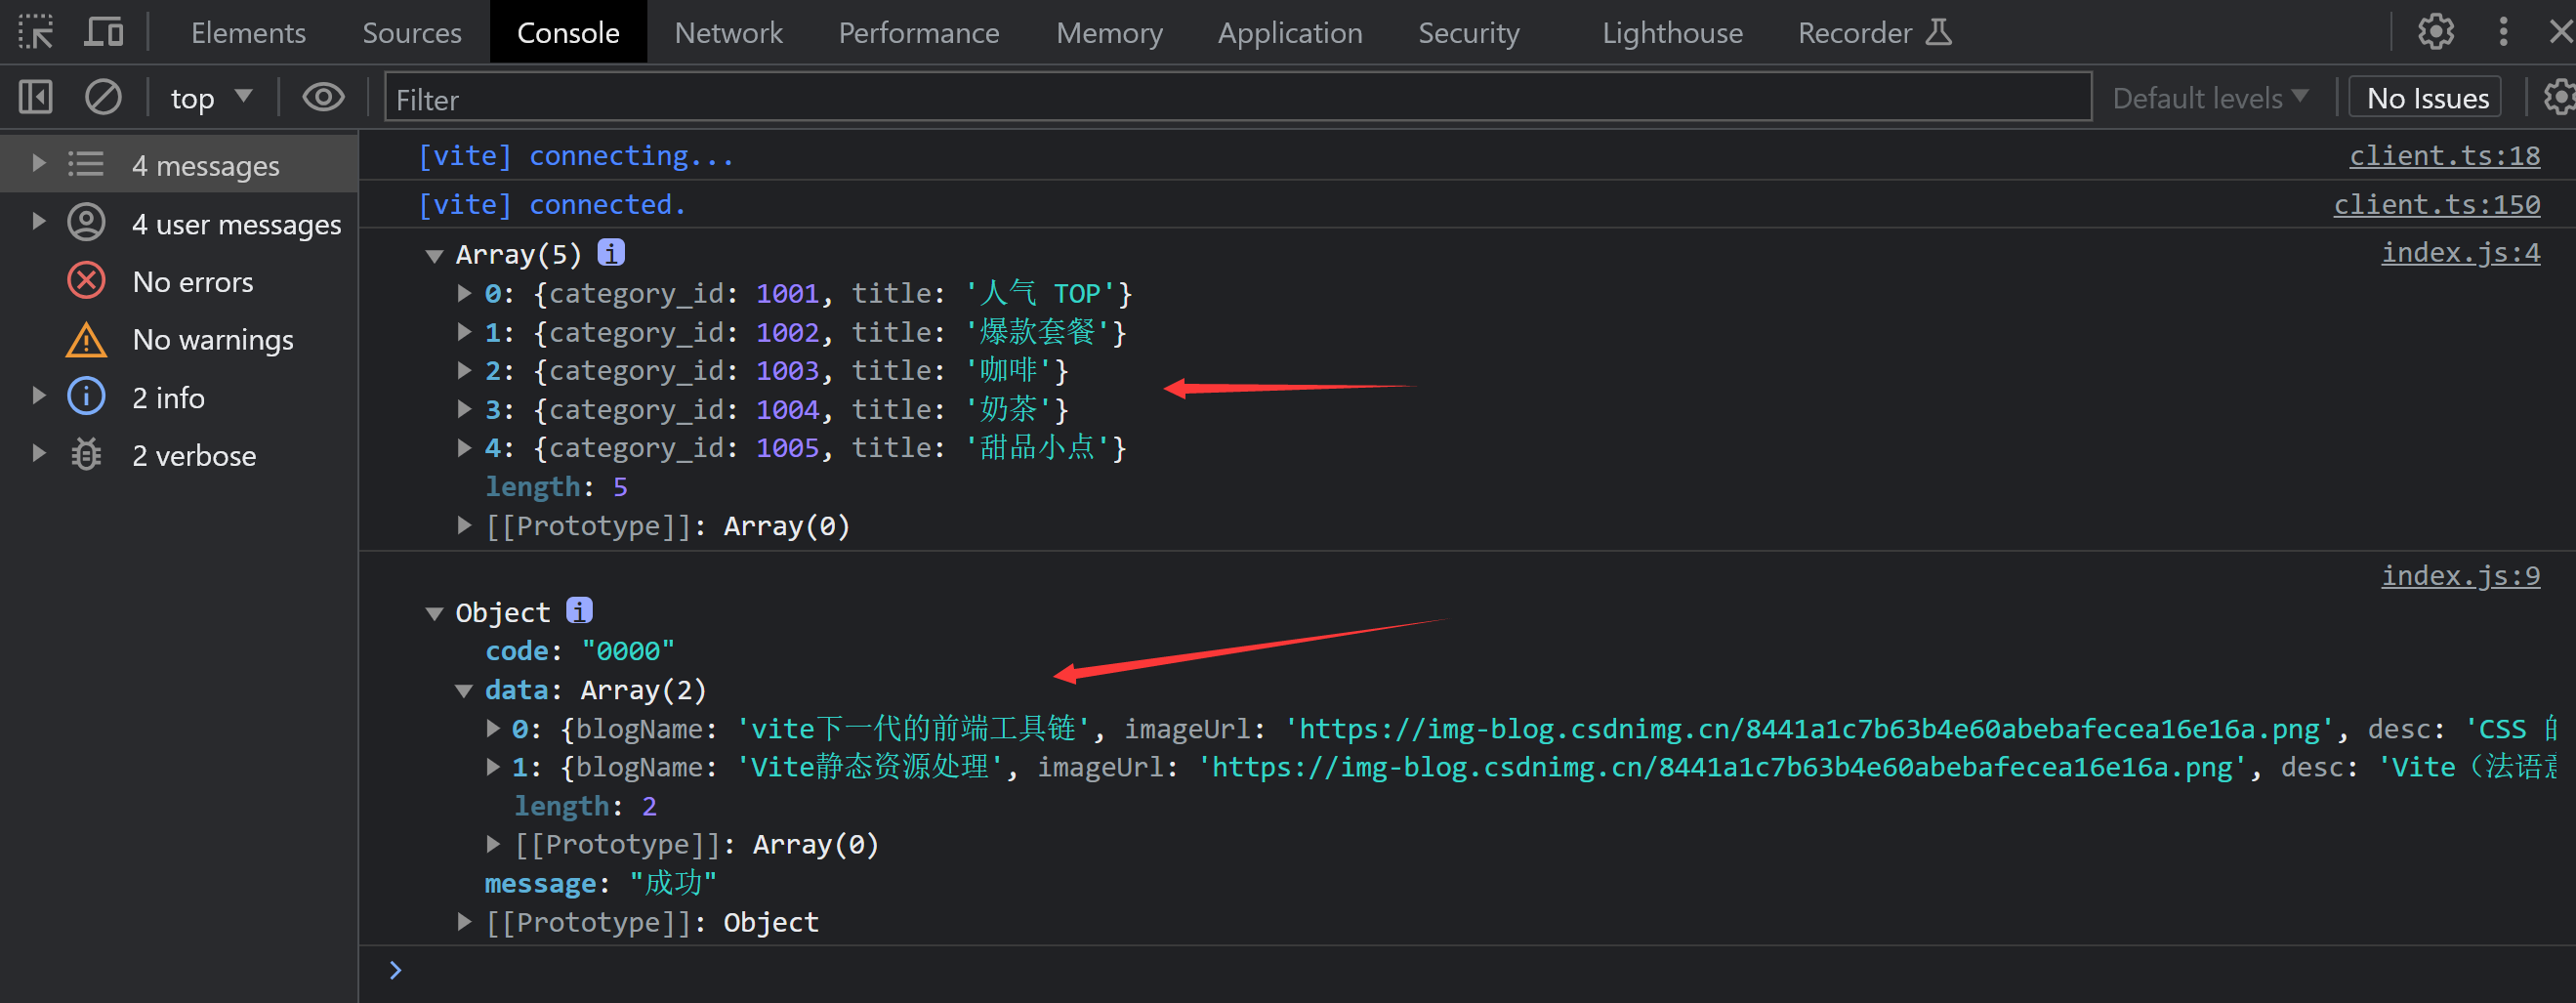 Elements Sources Console Network Performance Memory Application Security Lighthouse Recorder
top Filter Default levels No Issues
4 messages
4 user messages
No errors
No warnings
2 info
2 verbose
[vite] connecting... client.ts:18
[vite] connected. client.ts:150
index.js:4
Array(5) i
0: {category_id: 1001, title: '人气 TOP'}
1: {category_id: 1002, title: '爆款套餐'}
2: {category_id: 1003, title: '咖啡'}
3: {category_id: 1004, title: '奶茶'}
4: {category_id: 1005, title: '甜品小点'}
length: 5
[[Prototype]]: Array(0)
index.js:9
Object i
code: "0000"
data: Array(2)
0: {blogName: 'vite下一代的前端工具链', imageUrl: 'https://img-blog.csdnimg.cn/8441a1c7b63b4e60abebafecea16e16a.png', desc: 'CSS 的
1: {blogName: 'Vite静态资源处理', imageUrl: 'https://img-blog.csdnimg.cn/8441a1c7b63b4e60abebafecea16e16a.png', desc: 'Vite（法语意
length: 2
[[Prototype]]: Array(0)
message: "成功"
[[Prototype]]: Object